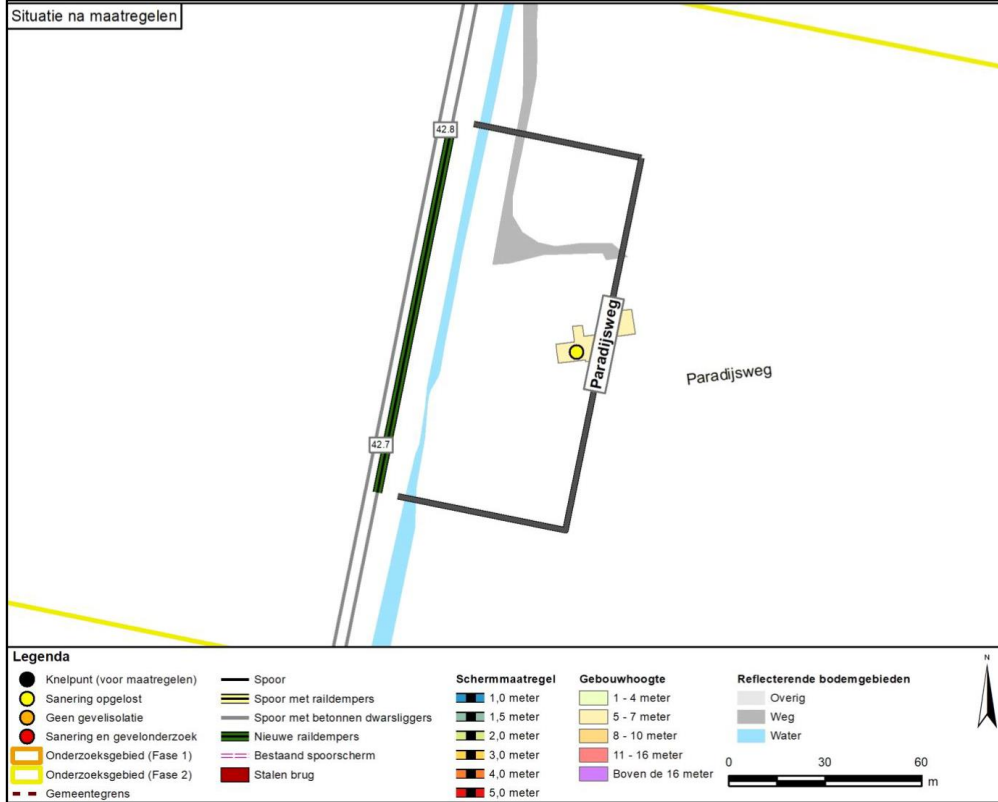 Situatie na maatregelen
42.8
Paradijsweg
Paradijsweg
42.7
Legenda
Knelpunt (voor maatregelen)
Sanering opgelost
Geen gevelisolatie
Sanering en gevelonderzoek
Onderzoeksgebied (Fase 1)
Onderzoeksgebied (Fase 2)
Gemeentegrens
Spoor
Spoor met raildempers
Spoor met betonnen dwarsliggers
Nieuwe raildempers
Bestaand spoorscherm
Stalen brug
Schermmaatregel
1,0 meter
1,5 meter
2,0 meter
3,0 meter
4,0 meter
5,0 meter
Gebouwhoogte
1 - 4 meter
5 - 7 meter
8 - 10 meter
11 - 16 meter
Boven de 16 meter
Reflecterende bodemgebieden
Overig
Weg
Water
N
0 30 60
m